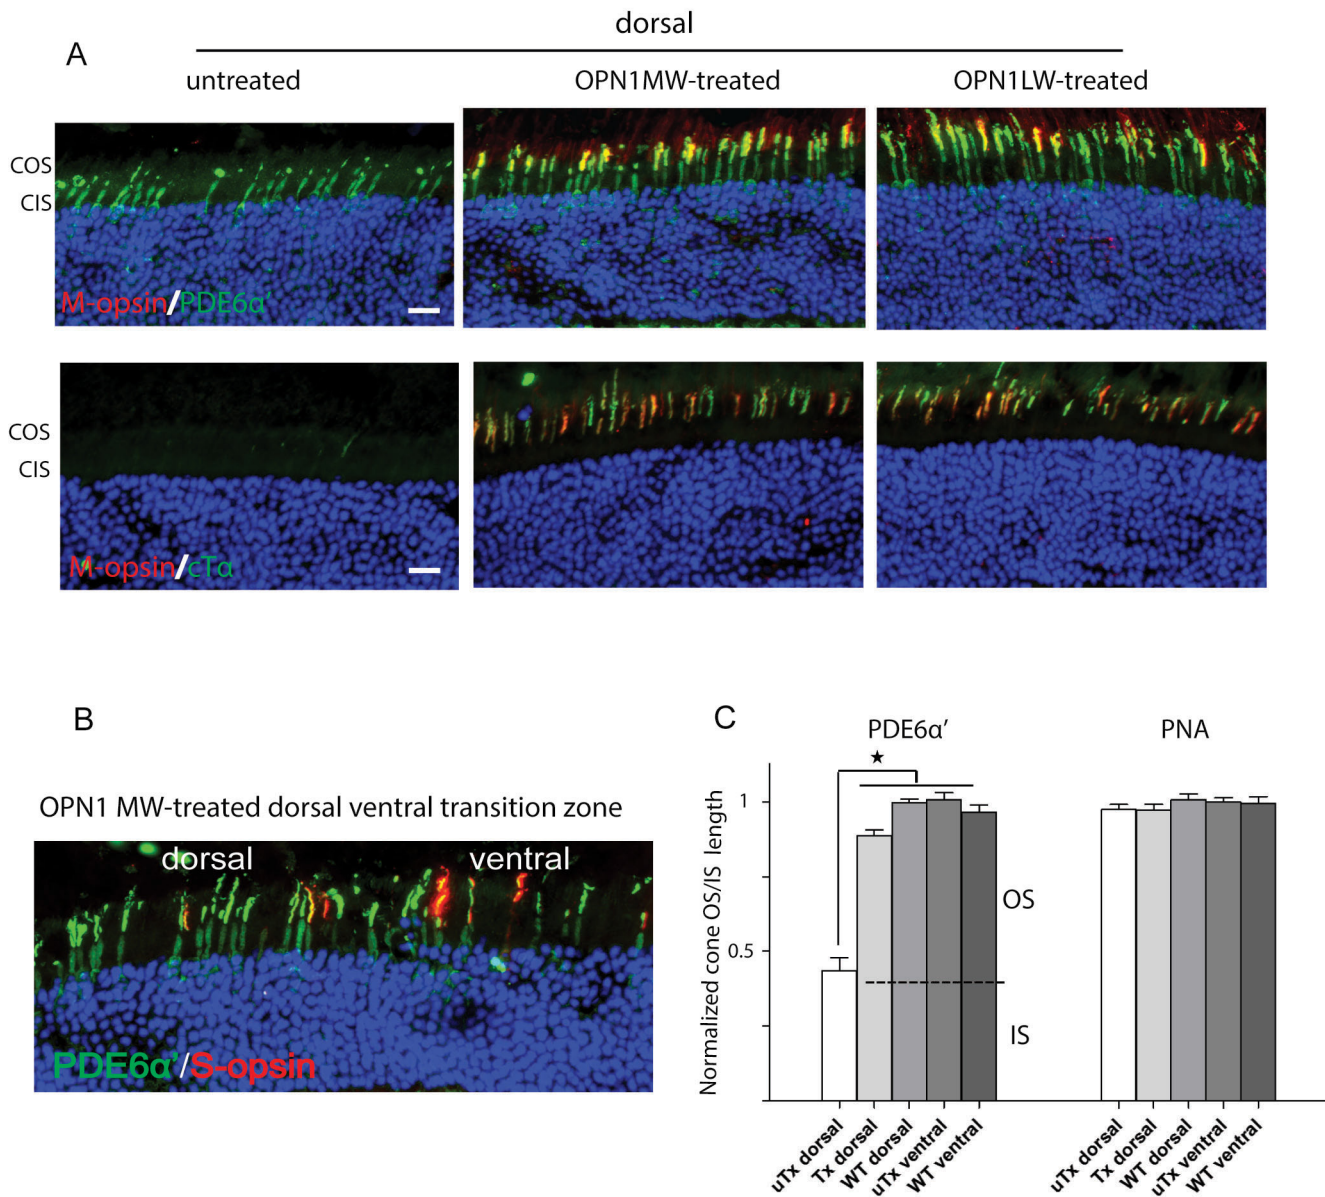 A
dorsal
untreated
OPN1MW-treated
OPN1LW-treated
COS
CIS
M-opsin/PDE6α’
COS
CIS
M-opsin/cTα
B
OPN1 MW-treated dorsal ventral transition zone
dorsal
ventral
PDE6α’/S-opsin
C
PDE6α’
PNA
★
Normalized cone OS/IS length
1
0.5
OS
IS
uTx dorsal
Tx dorsal
WT dorsal
uTx ventral
WT ventral
uTx dorsal
Tx dorsal
WT dorsal
uTx ventral
WT ventral